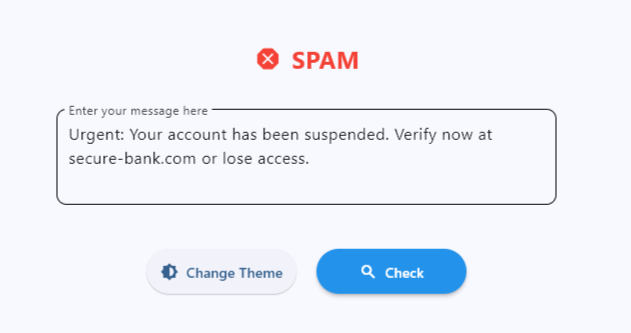 SPAM
Enter your message here
Urgent: Your account has been suspended. Verify now at
secure-bank.com or lose access.
Change Theme
Check